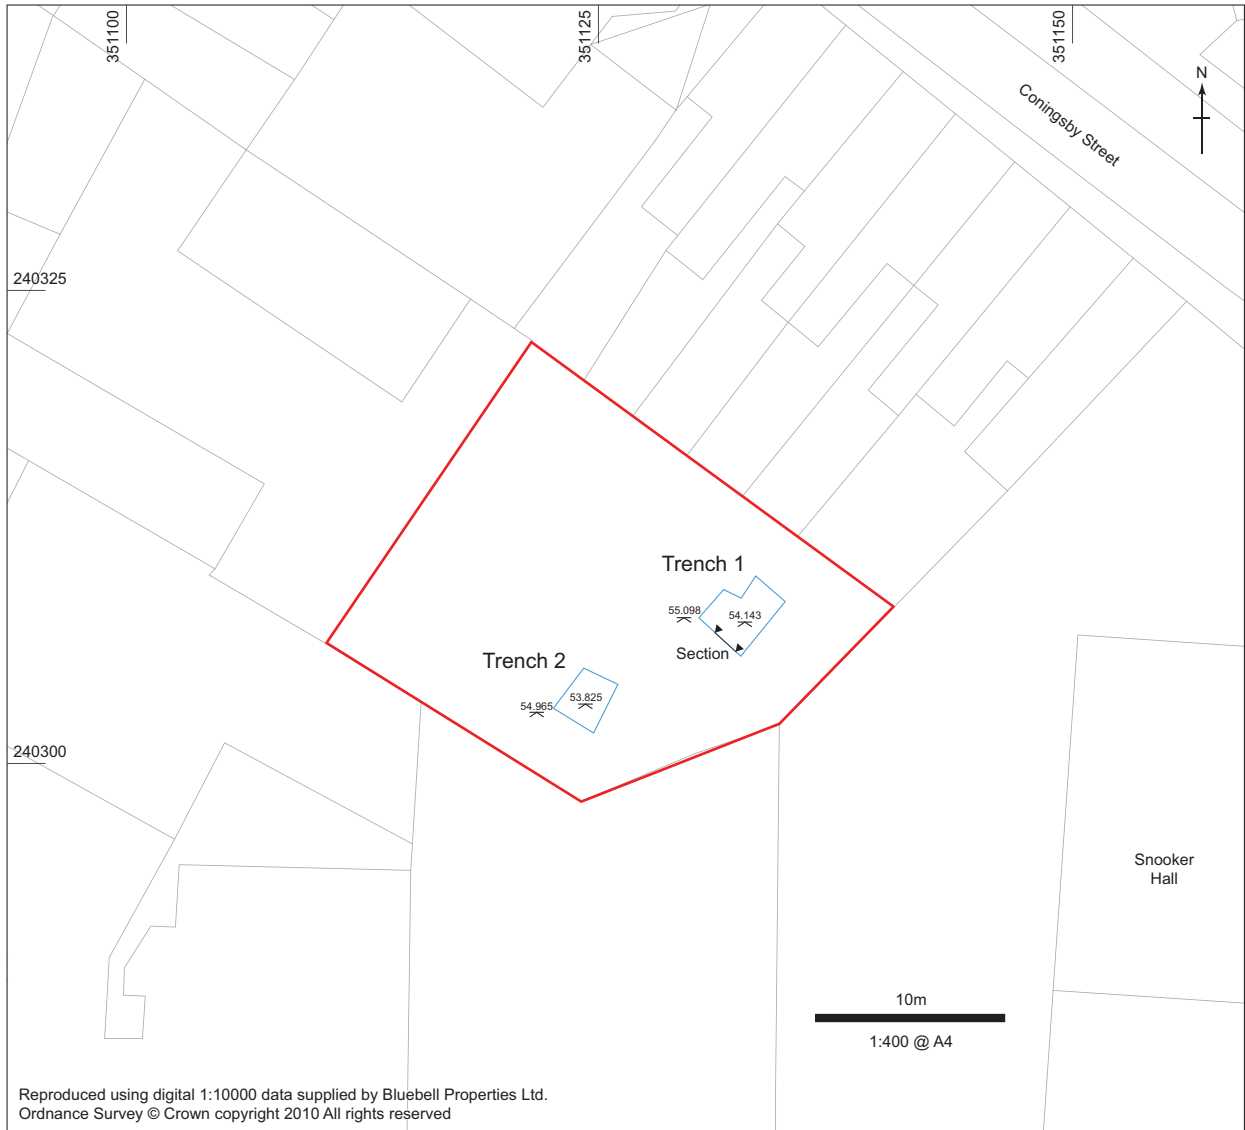 351100
351125
351150
N
Coningsby Street
240325
Trench 1
55.098
54.143
Section
Trench 2
53.825
54.965
240300
Snooker
Hall
10m
1:400 @ A4
Reproduced using digital 1:10000 data supplied by Bluebell Properties Ltd.
Ordnance Survey © Crown copyright 2010 All rights reserved